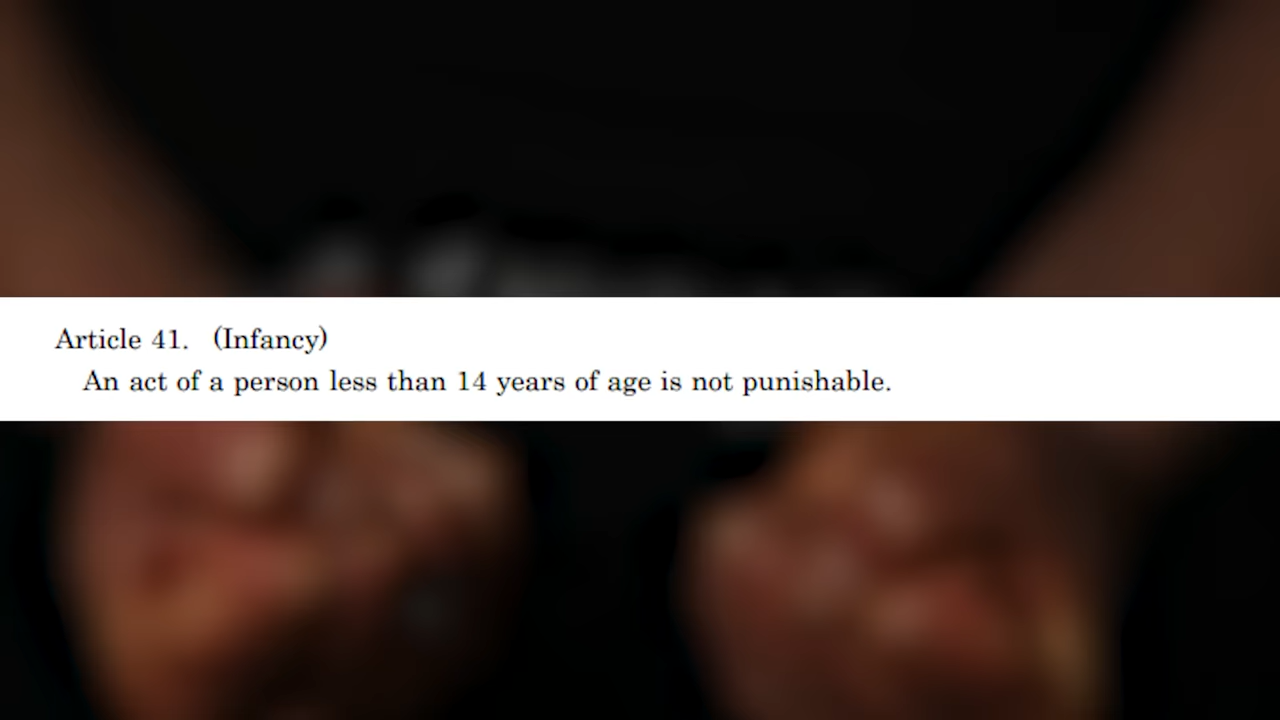 Article 41. (Infancy)
An act of a person less than 14 years of age is not punishable.